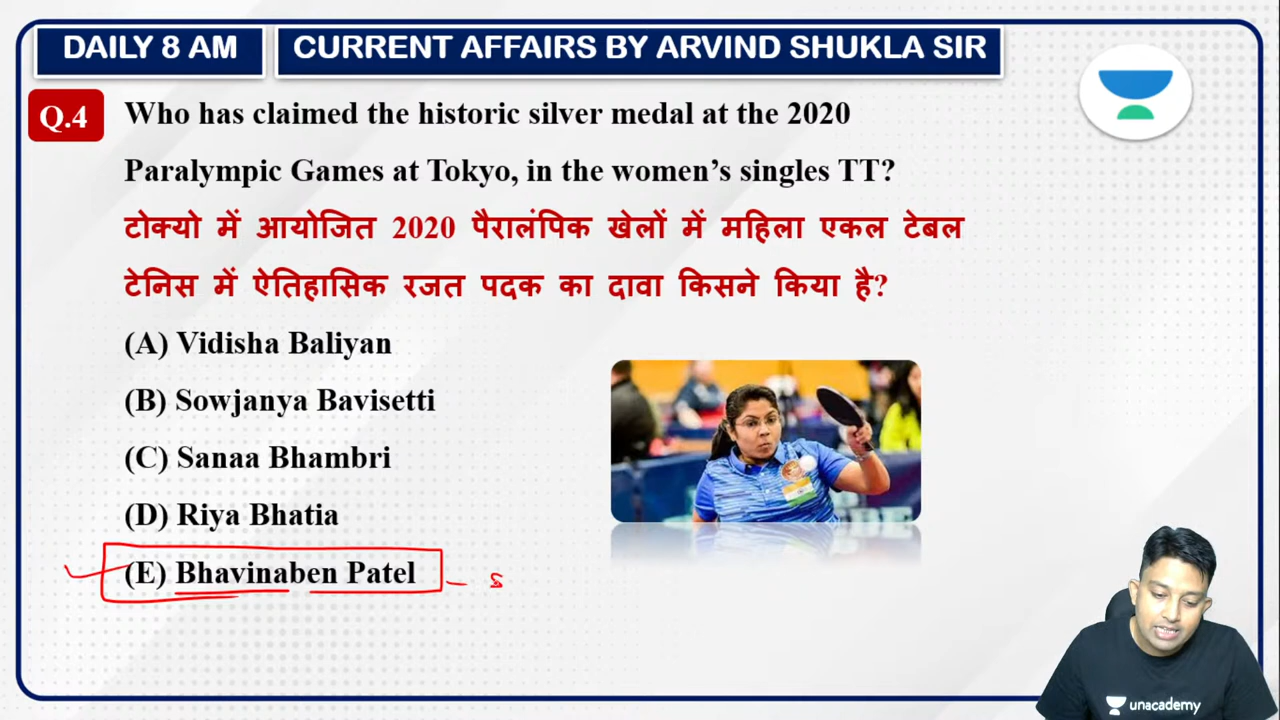 DAILY 8 AM
CURRENT AFFAIRS BY ARVIND SHUKLA SIR
Q.4
Who has claimed the historic silver medal at the 2020
Paralympic Games at Tokyo, in the women’s singles TT?
टोक्यो में आयोजित 2020 पैरालंपिक खेलों में महिला एकल टेबल
टेनिस में ऐतिहासिक रजत पदक का दावा किसने किया है?
(A) Vidisha Baliyan
(B) Sowjanya Bavisetti
(C) Sanaa Bhambri
(D) Riya Bhatia
(E) Bhavinaben Patel – s
unacademy